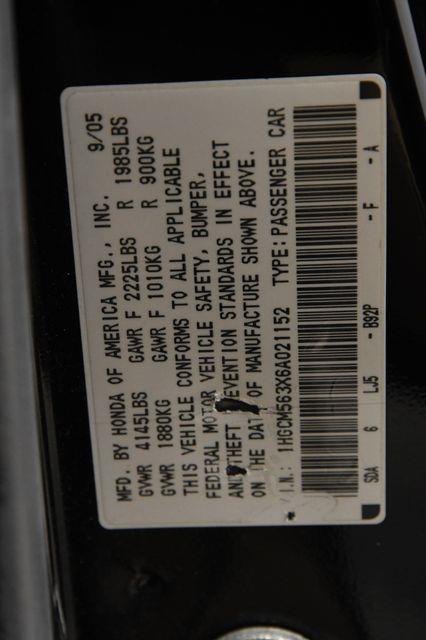 MFD. BY HONDA OF AMERICA MFG., INC. 9/05
GVWR 4145LBS GAWR F 2225LBS R 1985LBS
GVWR 1880KG GAWR F 1010KG R 900KG
THIS VEHICLE CONFORMS TO ALL APPLICABLE
FEDERAL MOTOR VEHICLE SAFETY, BUMPER,
AND THEFT EVENTION STANDARDS IN EFFECT
ON THE DAT OF MANUFACTURE SHOWN ABOVE.
.I.N.: 1HGCM563X6A021152 TYPE: PASSENGER CAR
SDA 6 LJ5 - B92P - F - A